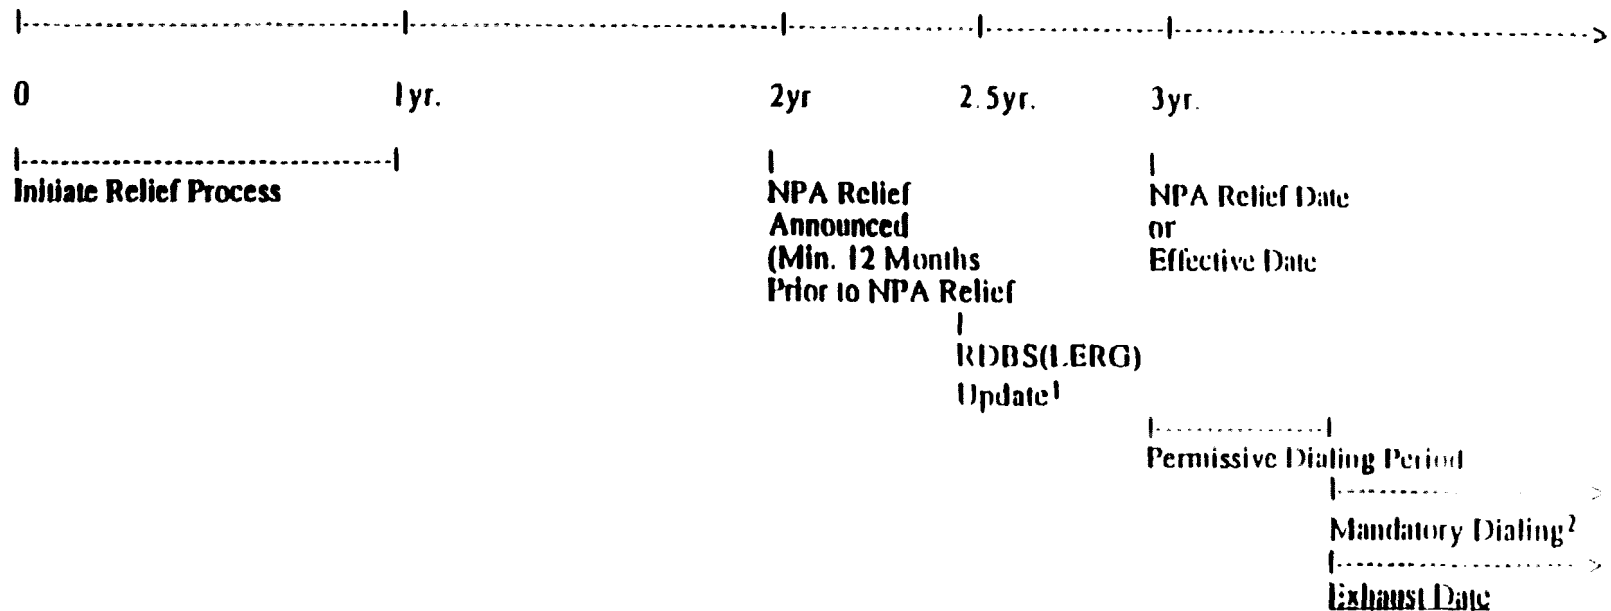 0 1yr. 2yr 2.5yr. 3yr.
Initiate Relief Process
NPA Relief
Announced
(Min. 12 Months
Prior to NPA Relief
NPA Relief Date
or
Effective Date
RDBS(LERG)
Update1
Permissive Dialing Period
Mandatory Dialing2
Exhaust Date